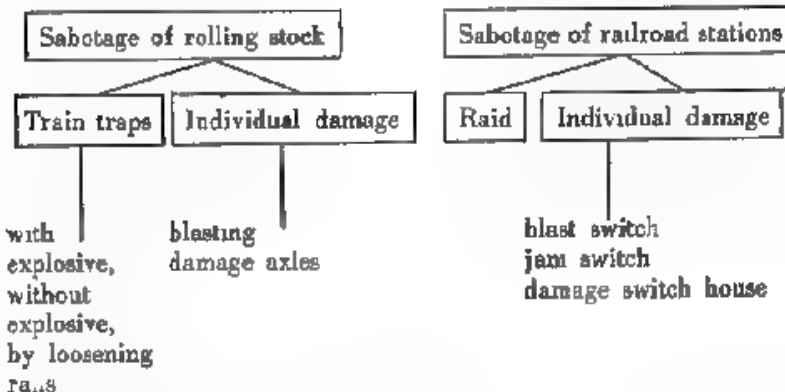 Sabotage of rolling stock
Train traps
Individual damage
with
explosive,
without
explosive,
by loosening
rails
blasting
damage axles
Sabotage of railroad stations
Raid
Individual damage
blast switch
jam switch
damage switch house